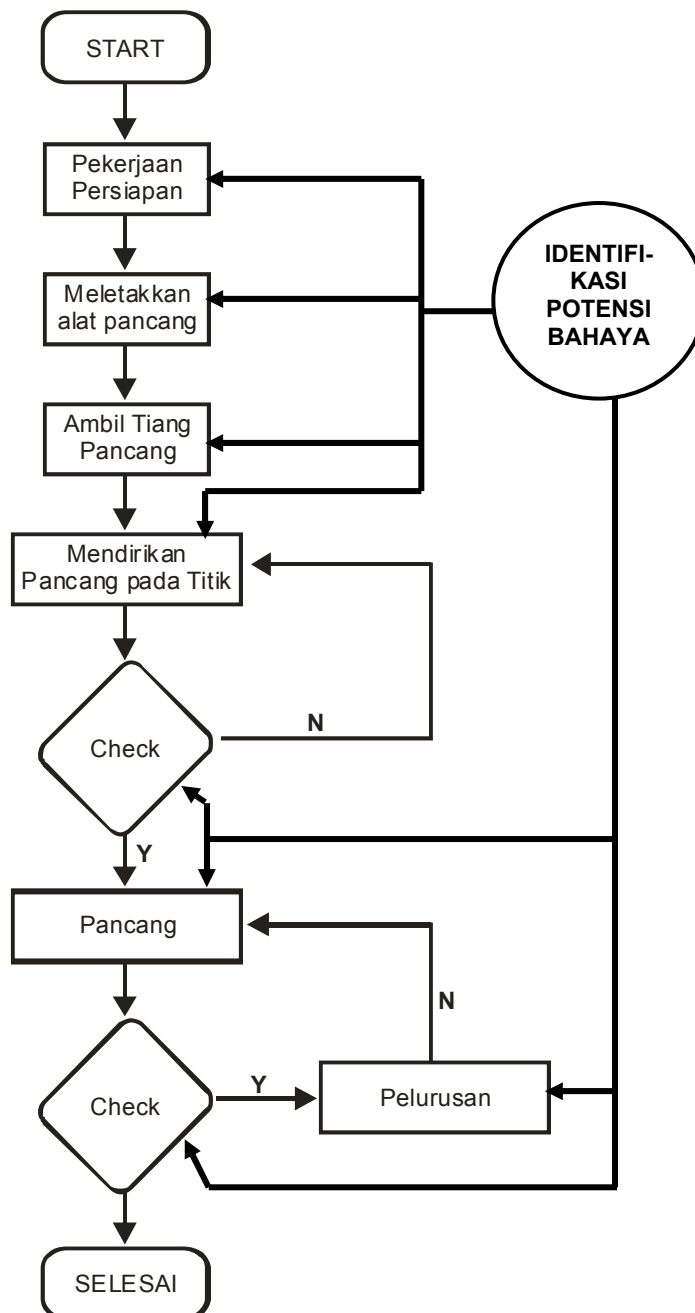 START
Pekerjaan
Persiapan
IDENTIFI-
KASI
POTENSI
BAHAYA
Meletakkan
alat pancang
Ambil Tiang
Pancang
Mendirikan
Pancang pada Titik
N
Check
Y
Pancang
N
Y
Check
Pelurusan
SELESAI